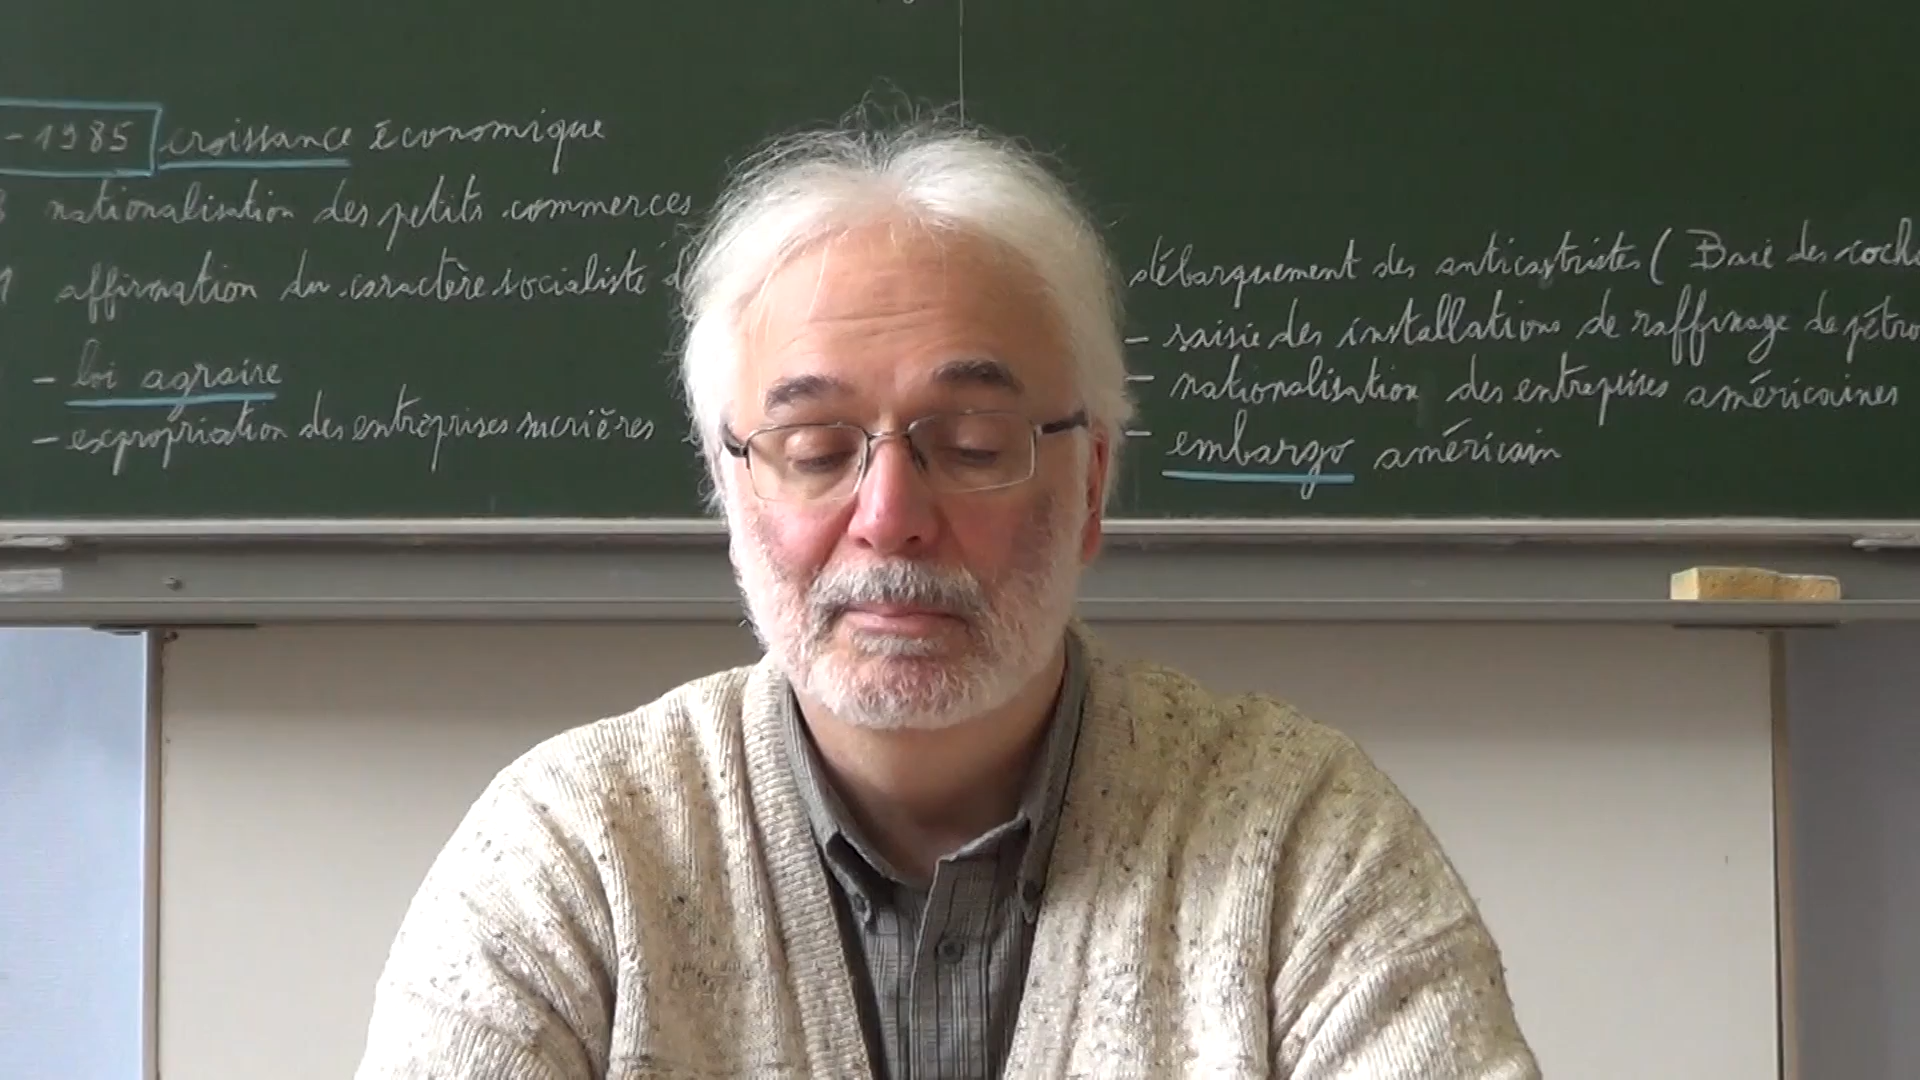 - 1985 croissance économique
nationalisation des petits commerces
affirmation du caractère socialiste
- loi agraire
- expropriation des entreprises sucrières
débarquement des anticastristes ( Baie des coch
- saisie des installations de raffinage de pétro
- nationalisation des entreprises américaines
- embargo américain